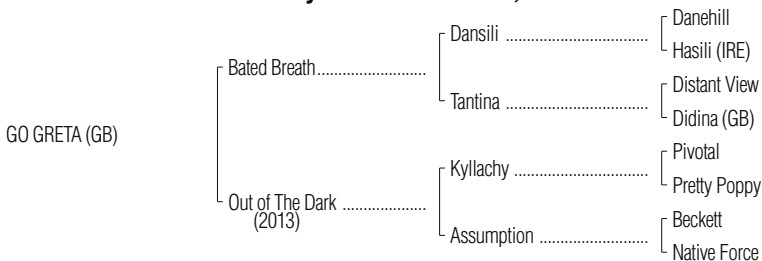 Danehill
Dansili
Hasili (IRE)
Bated Breath
Distant View
Tantina
Didina (GB)
GO GRETA (GB)
Pivotal
Kyllachy
Pretty Poppy
Out of The Dark
(2013)
Beckett
Assumption
Native Force